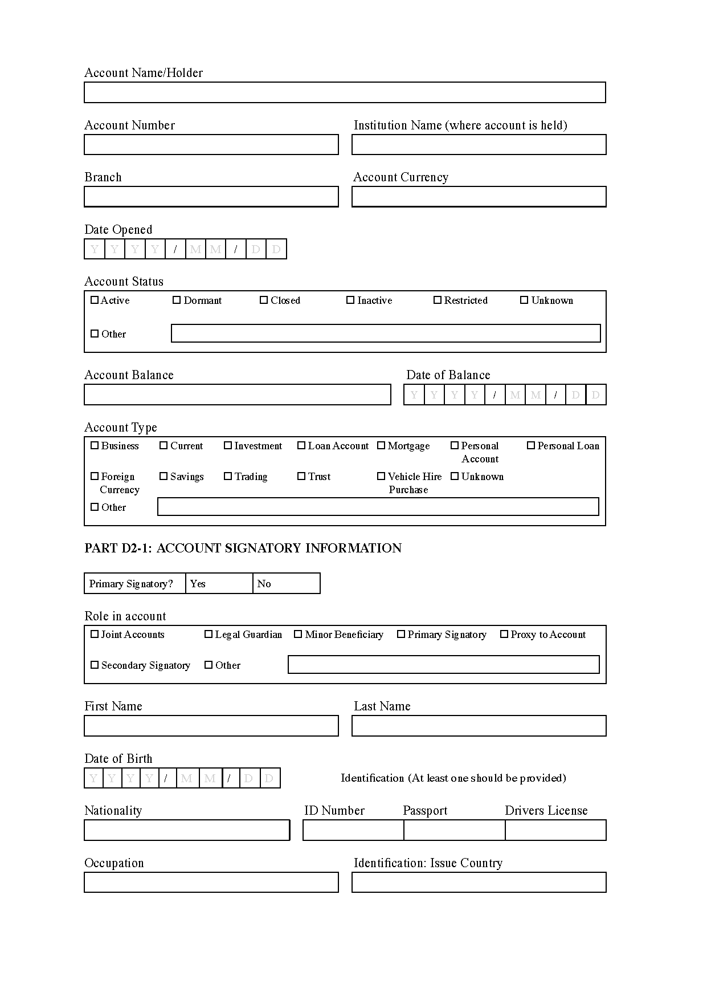 Account Name/Holder
Account Number Institution Name (where account is held)
Branch Account Currency
Date Opened
Y Y Y Y / M M / D D
Account Status
Active Dormant Closed Inactive Restricted Unknown
Other
Account Balance Date of Balance
Y Y Y Y / M M / D D
Account Type
Business Current Investment Loan Account Mortgage Personal Account Personal Loan
Foreign Currency Savings Trading Trust Vehicle Hire Purchase Unknown
Other
PART D2-1: ACCOUNT SIGNATORY INFORMATION
Primary Signatory? Yes No
Role in account
Joint Accounts Legal Guardian Minor Beneficiary Primary Signatory Proxy to Account
Secondary Signatory Other
First Name Last Name
Date of Birth
Y Y Y Y / M M / D D Identification (At least one should be provided)
Nationality ID Number Passport Drivers License
Occupation Identification: Issue Country